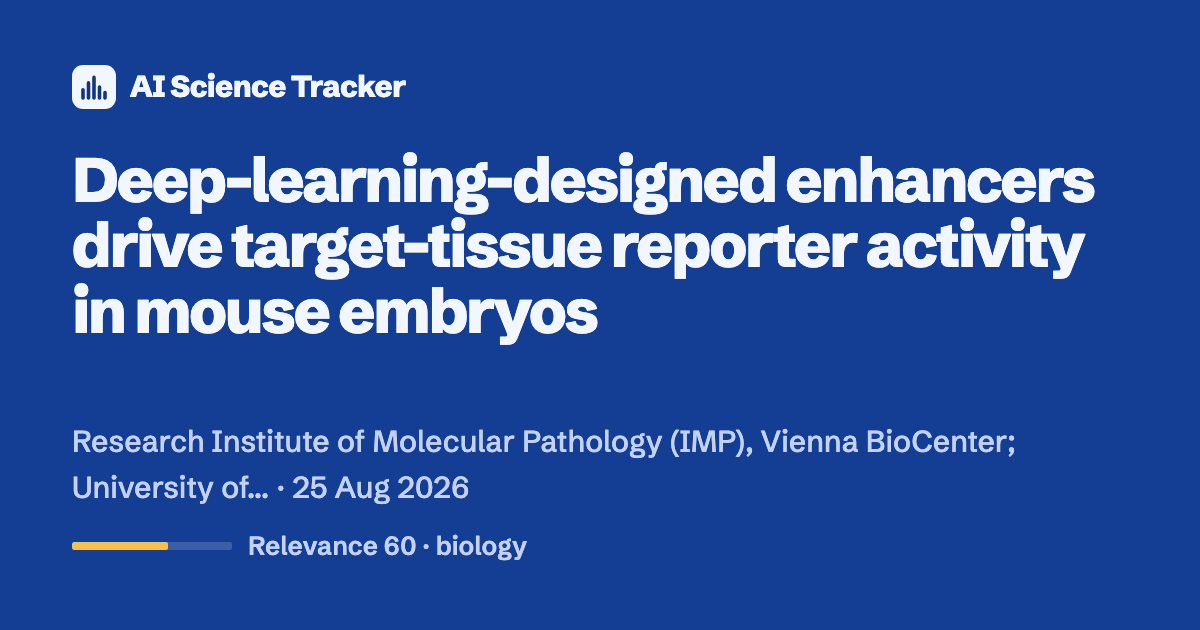 AI Science Tracker
Deep-learning-designed enhancers
drive target-tissue reporter activity
in mouse embryos
Research Institute of Molecular Pathology (IMP), Vienna BioCenter;
University of... · 25 Aug 2026
Relevance 60 · biology